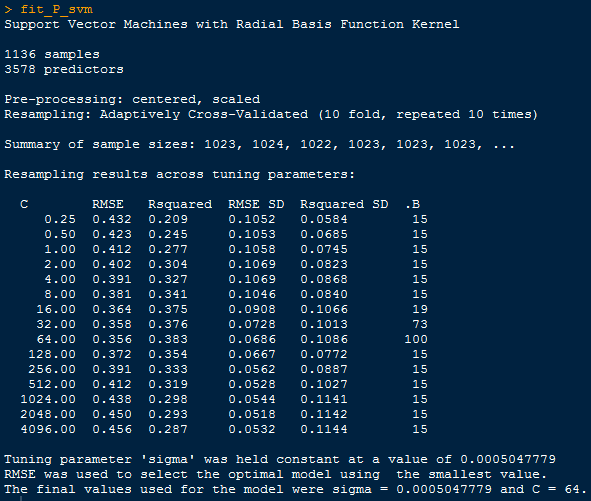 > fit_P_svm
Support Vector Machines with Radial Basis Function Kernel
1136 samples
3578 predictors
Pre-processing: centered, scaled
Resampling: Adaptively Cross-Validated (10 fold, repeated 10 times)
Summary of sample sizes: 1023, 1024, 1022, 1023, 1023, 1023, ...
Resampling results across tuning parameters:
C RMSE Rsquared RMSE SD Rsquared SD .B
0.25 0.432 0.209 0.1052 0.0584 15
0.50 0.423 0.245 0.1053 0.0685 15
1.00 0.412 0.277 0.1058 0.0745 15
2.00 0.402 0.304 0.1069 0.0823 15
4.00 0.391 0.327 0.1069 0.0868 15
8.00 0.381 0.341 0.1046 0.0840 15
16.00 0.364 0.375 0.0908 0.1066 19
32.00 0.358 0.376 0.0728 0.1013 73
64.00 0.356 0.383 0.0686 0.1086 100
128.00 0.372 0.354 0.0667 0.0772 15
256.00 0.391 0.333 0.0562 0.0887 15
512.00 0.412 0.319 0.0528 0.1027 15
1024.00 0.438 0.298 0.0544 0.1141 15
2048.00 0.450 0.293 0.0518 0.1142 15
4096.00 0.456 0.287 0.0532 0.1144 15
Tuning parameter 'sigma' was held constant at a value of 0.0005047779
RMSE was used to select the optimal model using the smallest value.
The final values used for the model were sigma = 0.0005047779 and C = 64.